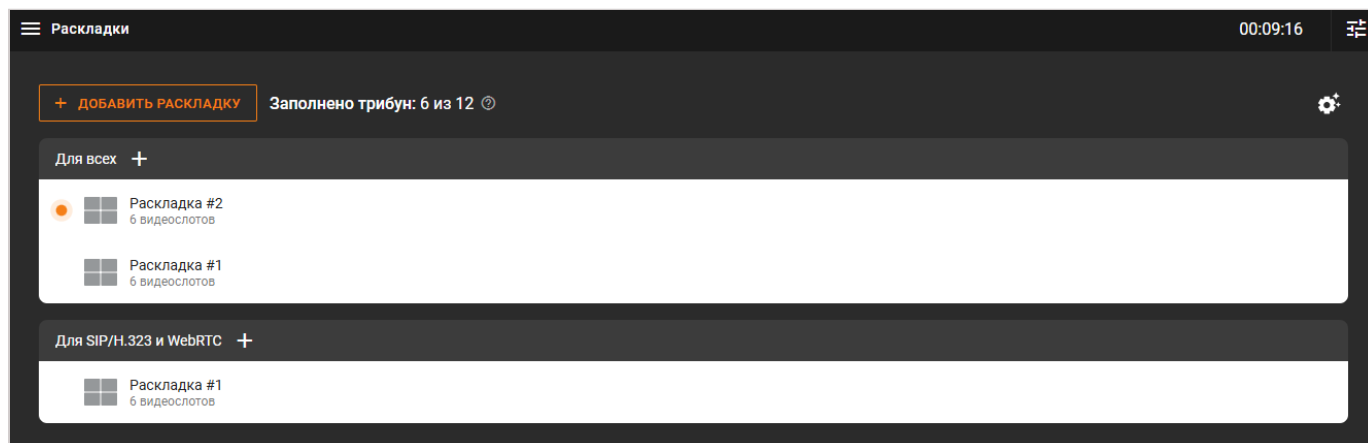 Раскладки
00:09:16
+ ДОБАВИТЬ РАСКЛАДКУ
Заполнено трибун: 6 из 12
Для всех +
Раскладка #2
6 видеослотов
Раскладка #1
6 видеослотов
Для SIP/H.323 и WebRTC +
Раскладка #1
6 видеослотов